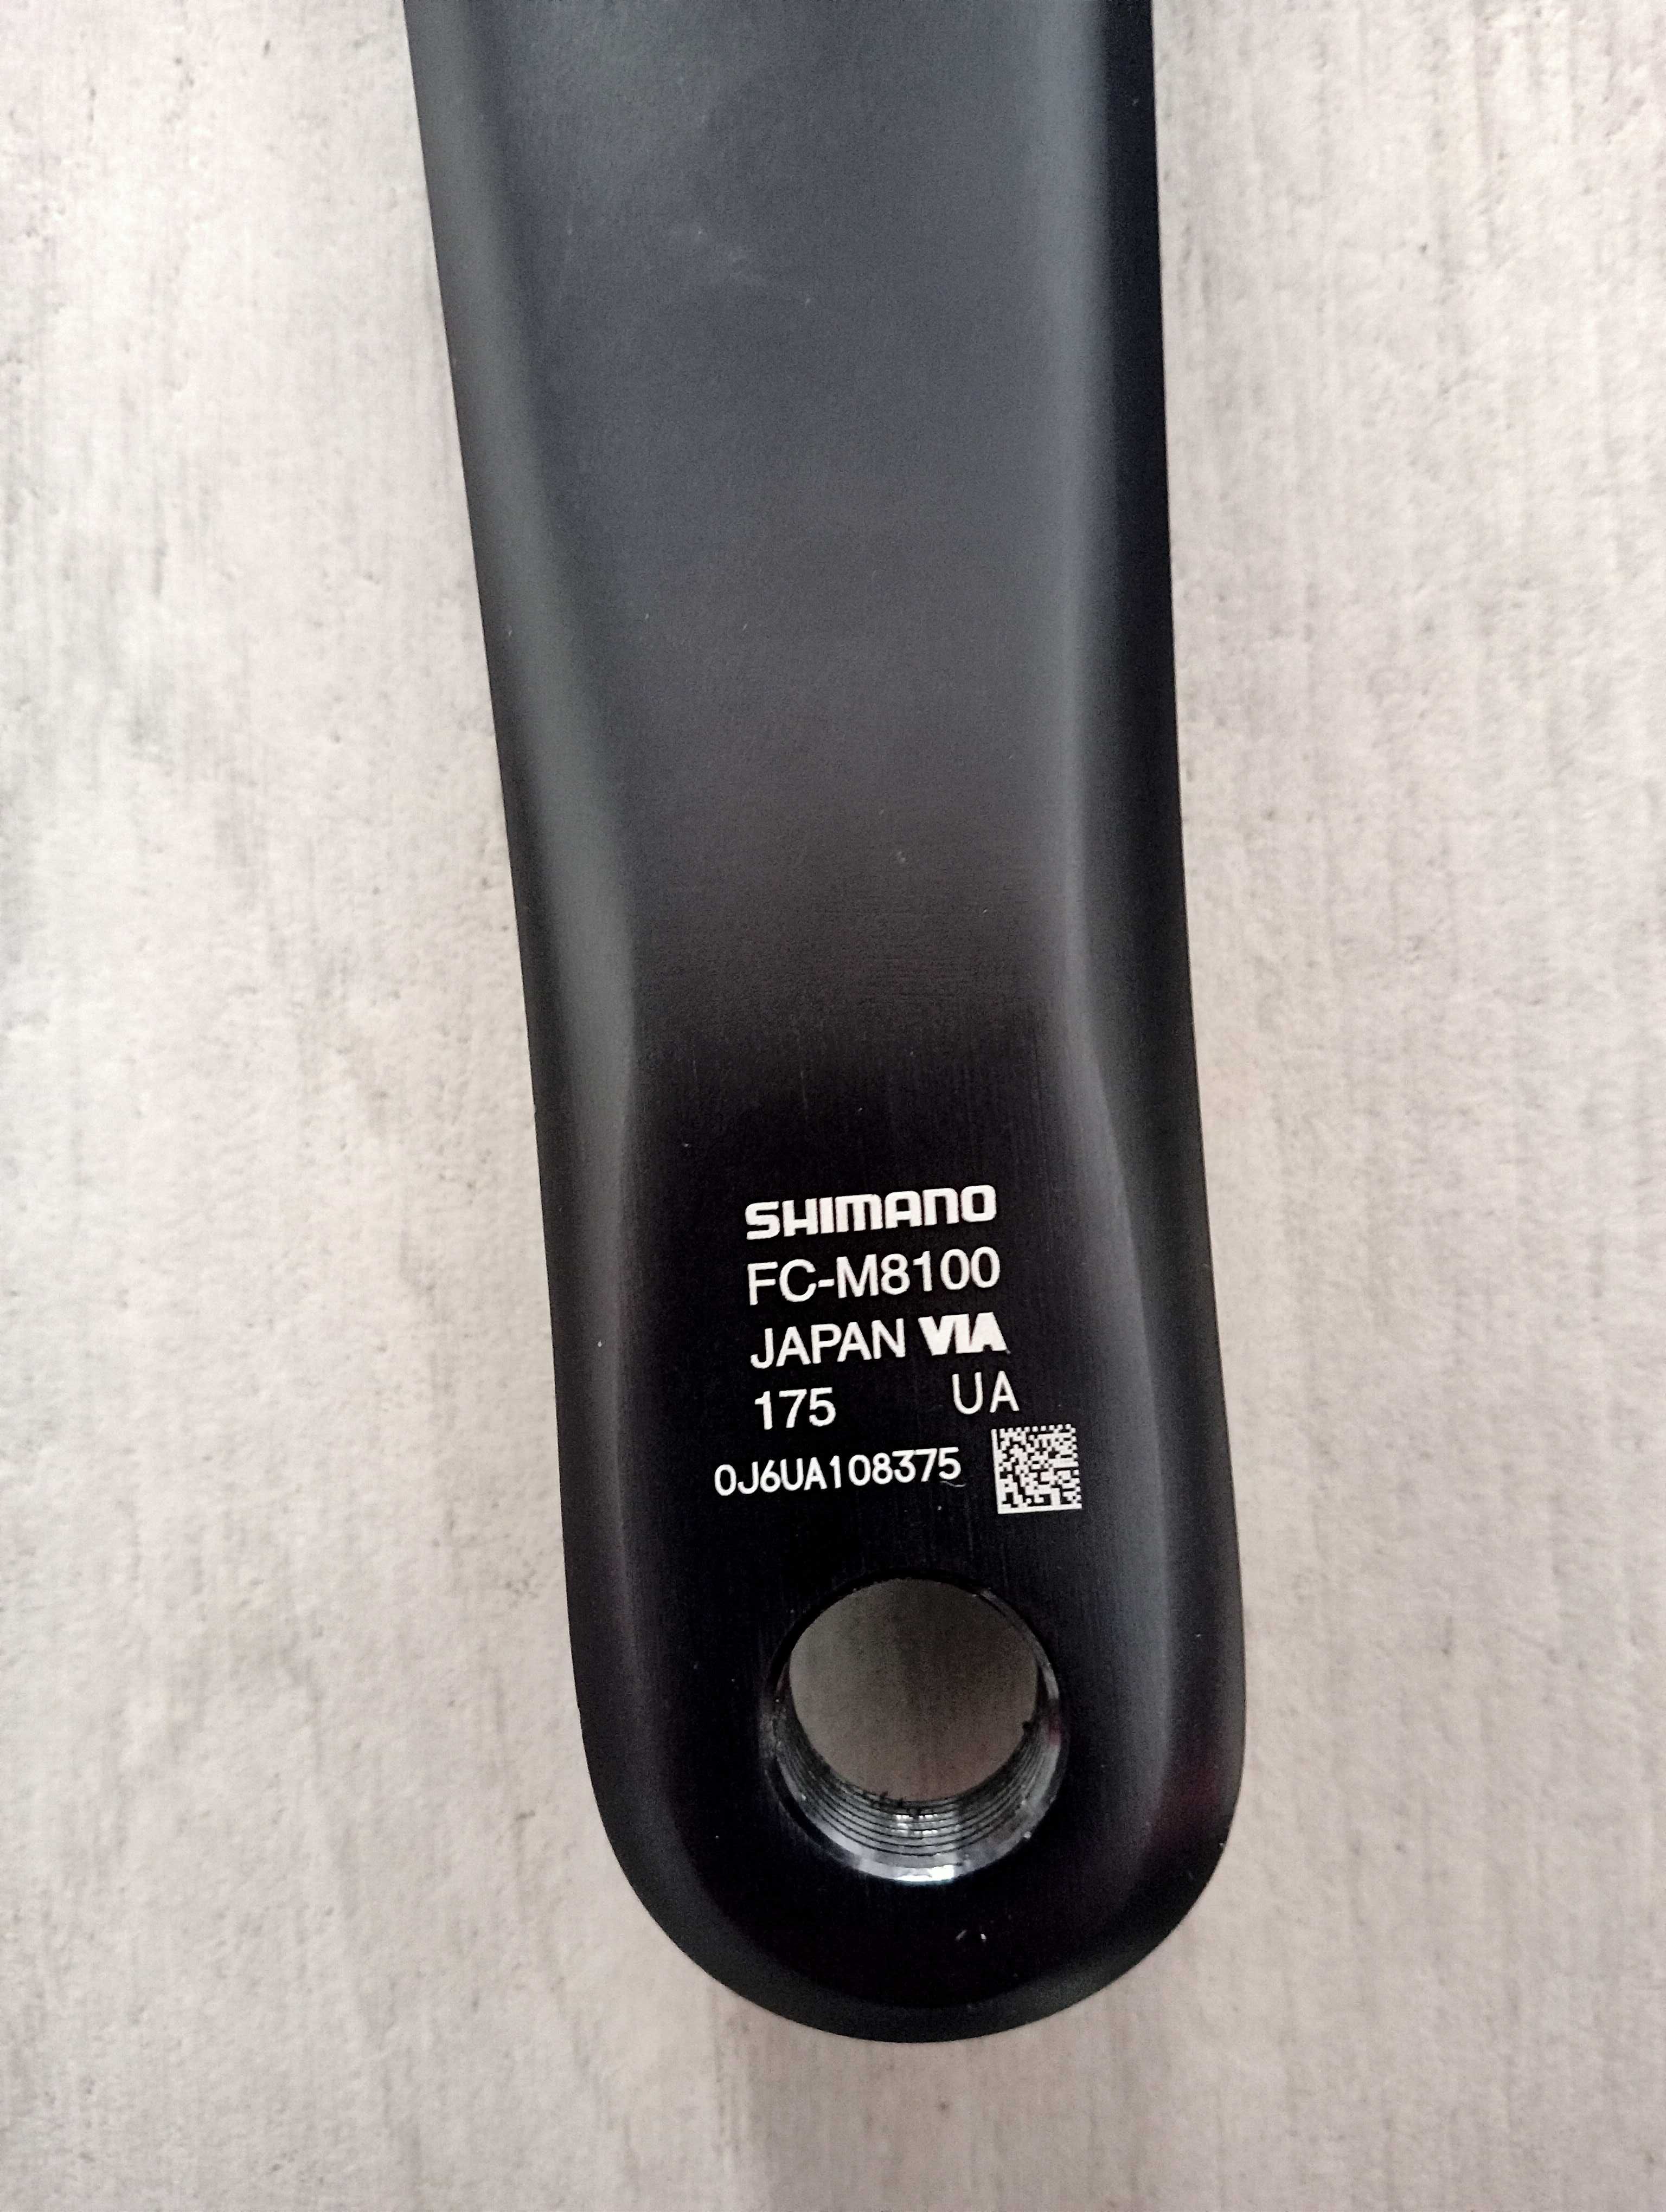 SHIMANO
FC-M8100
JAPAN VIA
175 UA
0J6UA108375